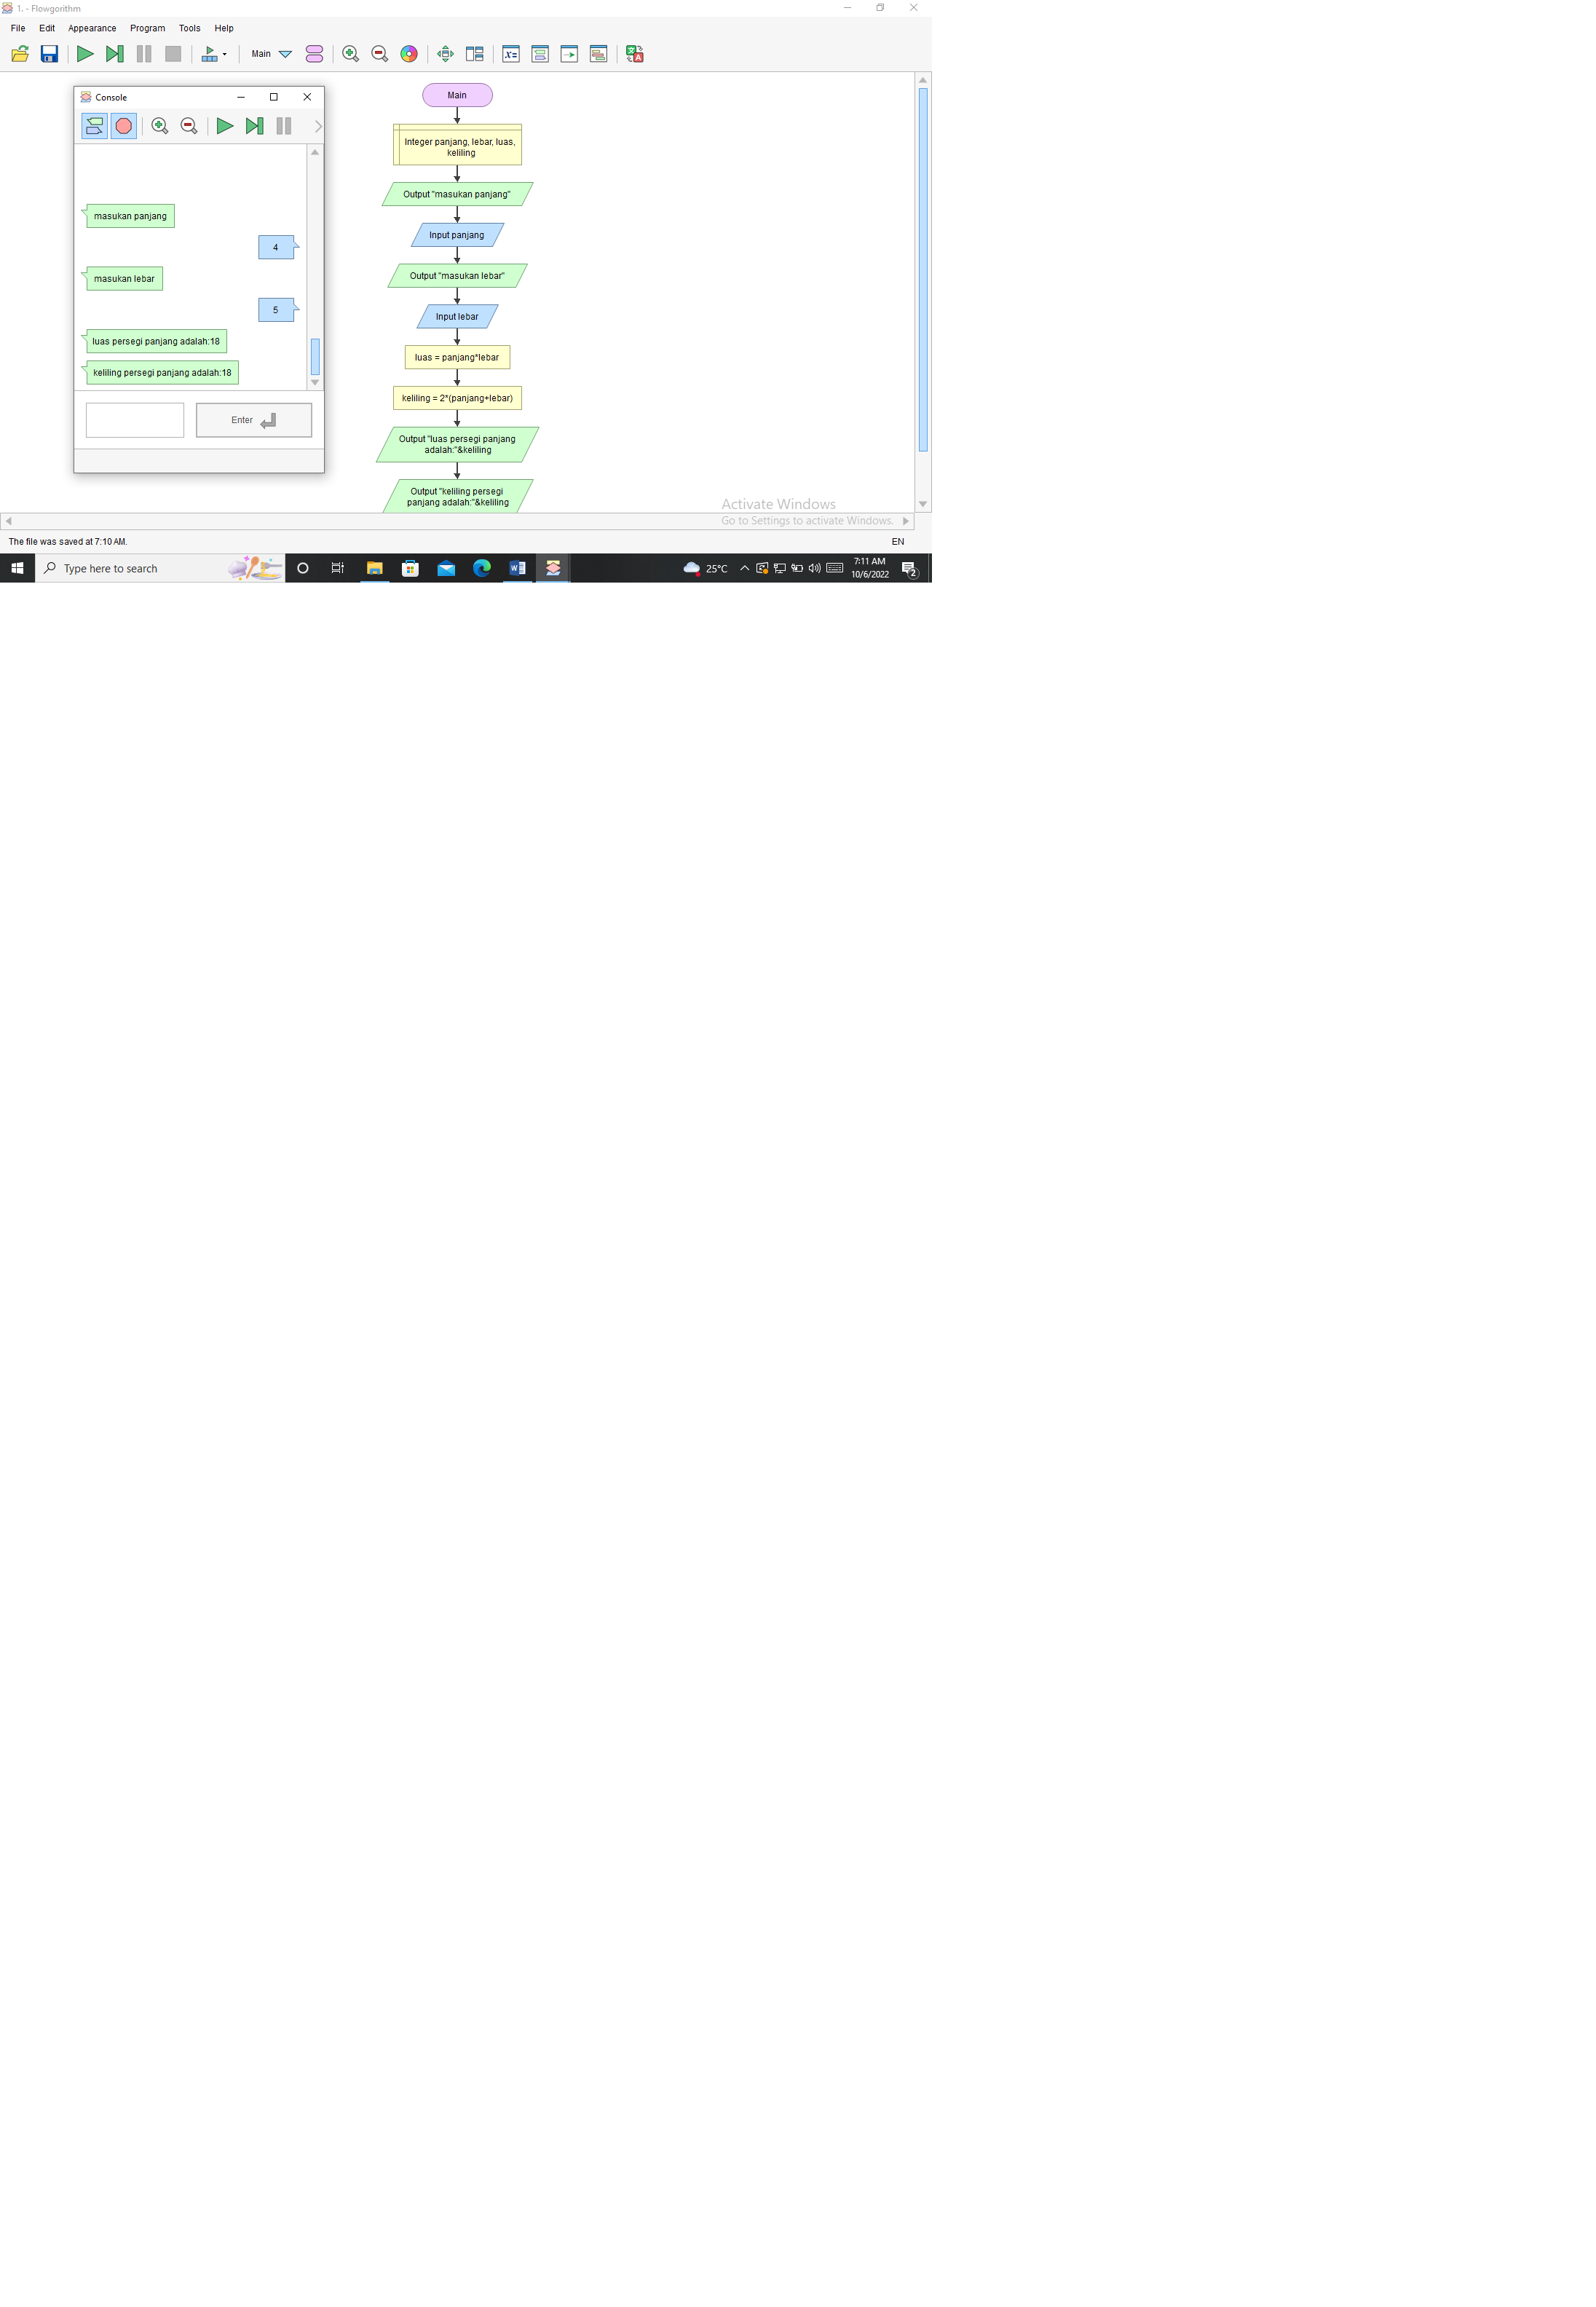 1. - Flowgorithm
File Edit Appearance Program Tools Help
Main
Console
masukan panjang
4
masukan lebar
5
luas persegi panjang adalah:18
keliling persegi panjang adalah:18
Enter
Main
Integer panjang, lebar, luas,
keliling
Output "masukan panjang"
Input panjang
Output "masukan lebar"
Input lebar
luas = panjang*lebar
keliling = 2*(panjang+lebar)
Output "luas persegi panjang
adalah:"&keliling
Output "keliling persegi
panjang adalah:"&keliling
Activate Windows
Go to Settings to activate Windows.
The file was saved at 7:10 AM.
EN
Type here to search
25°C
7:11 AM
10/6/2022
2